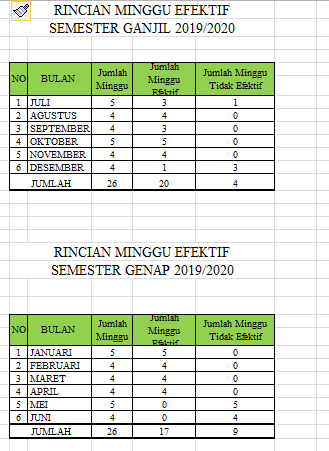 RINCIAN MINGGU EFEKTIF
SEMESTER GANJIL 2019/2020
NO BULAN Jumlah Minggu Jumlah Minggu Efektif Jumlah Minggu Tidak Efektif
1 JULI 5 3 1
2 AGUSTUS 4 4 0
3 SEPTEMBER 4 3 0
4 OKTOBER 5 5 0
5 NOVEMBER 4 4 0
6 DESEMBER 4 1 3
JUMLAH 26 20 4
RINCIAN MINGGU EFEKTIF
SEMESTER GENAP 2019/2020
NO BULAN Jumlah Minggu Jumlah Minggu Efektif Jumlah Minggu Tidak Efektif
1 JANUARI 5 5 0
2 FEBRUARI 4 4 0
3 MARET 4 4 0
4 APRIL 4 4 0
5 MEI 5 0 5
6 JUNI 4 0 4
JUMLAH 26 17 9